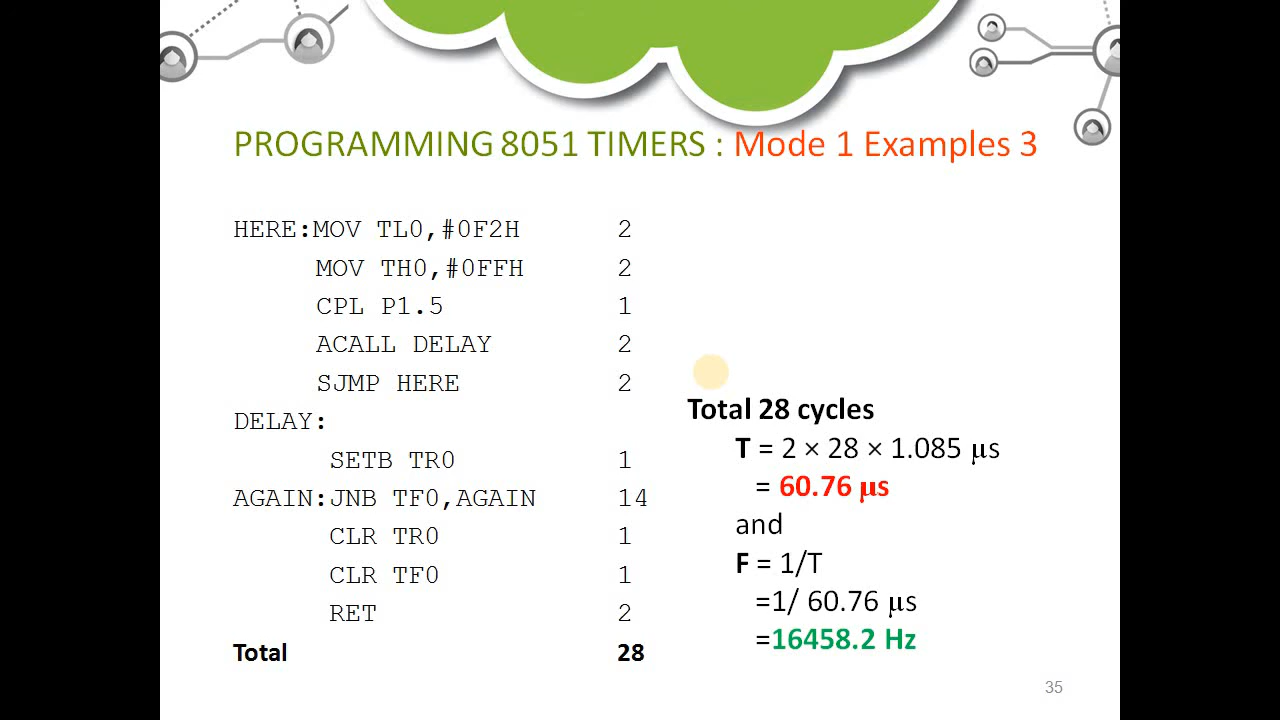 PROGRAMMING 8051 TIMERS : Mode 1 Examples 3
HERE:MOV TL0,#0F2H 2
MOV TH0,#0FFH 2
CPL P1.5 1
ACALL DELAY 2
SJMP HERE 2
DELAY:
SETB TR0 1
AGAIN:JNB TF0,AGAIN 14
CLR TR0 1
CLR TF0 1
RET 2
Total 28
Total 28 cycles
T = 2 × 28 × 1.085 μs
= 60.76 μs
and
F = 1/T
=1/ 60.76 μs
=16458.2 Hz
35